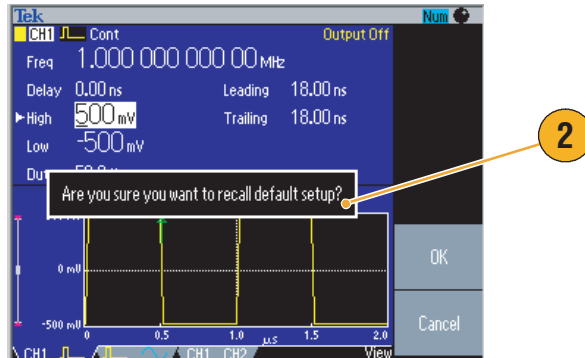 Tek
Num
CH1 Cont
Output Off
Freq 1.000 000 000 00 MHz
Delay 0.00 ns Leading 18.00 ns
High 500 mV Trailing 18.00 ns
Low -500 mV
Are you sure you want to recall default setup?
2
OK
0 mV
-500 mV
0 0.5 1.0 µs 1.5 2.0
Cancel
CH1 CH1 CH2 View